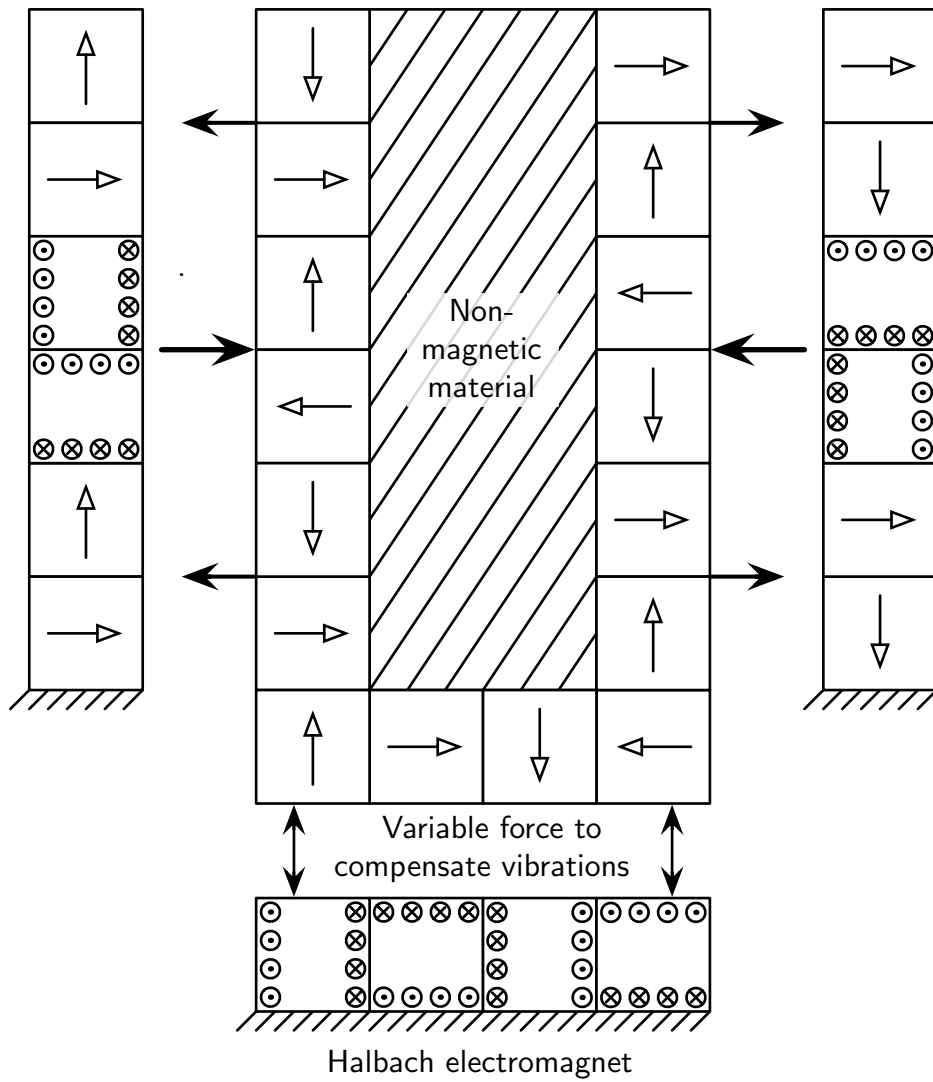 Non-
magnetic
material
Variable force to
compensate vibrations
Halbach electromagnet